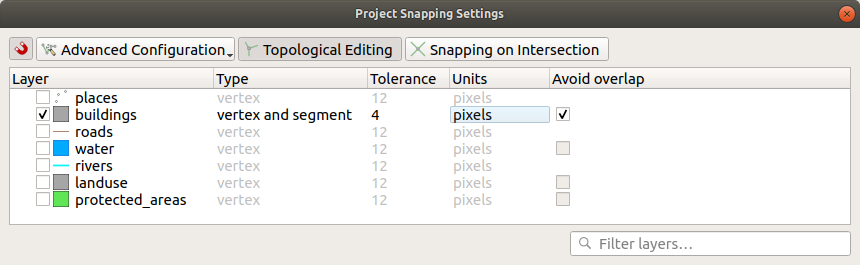 Project Snapping Settings
Advanced Configuration Topological Editing Snapping on Intersection
Layer Type Tolerance Units Avoid overlap
places vertex 12 pixels
buildings vertex and segment 4 pixels
roads vertex 12 pixels
water vertex 12 pixels
rivers vertex 12 pixels
landuse vertex 12 pixels
protected_areas vertex 12 pixels
Filter layers…